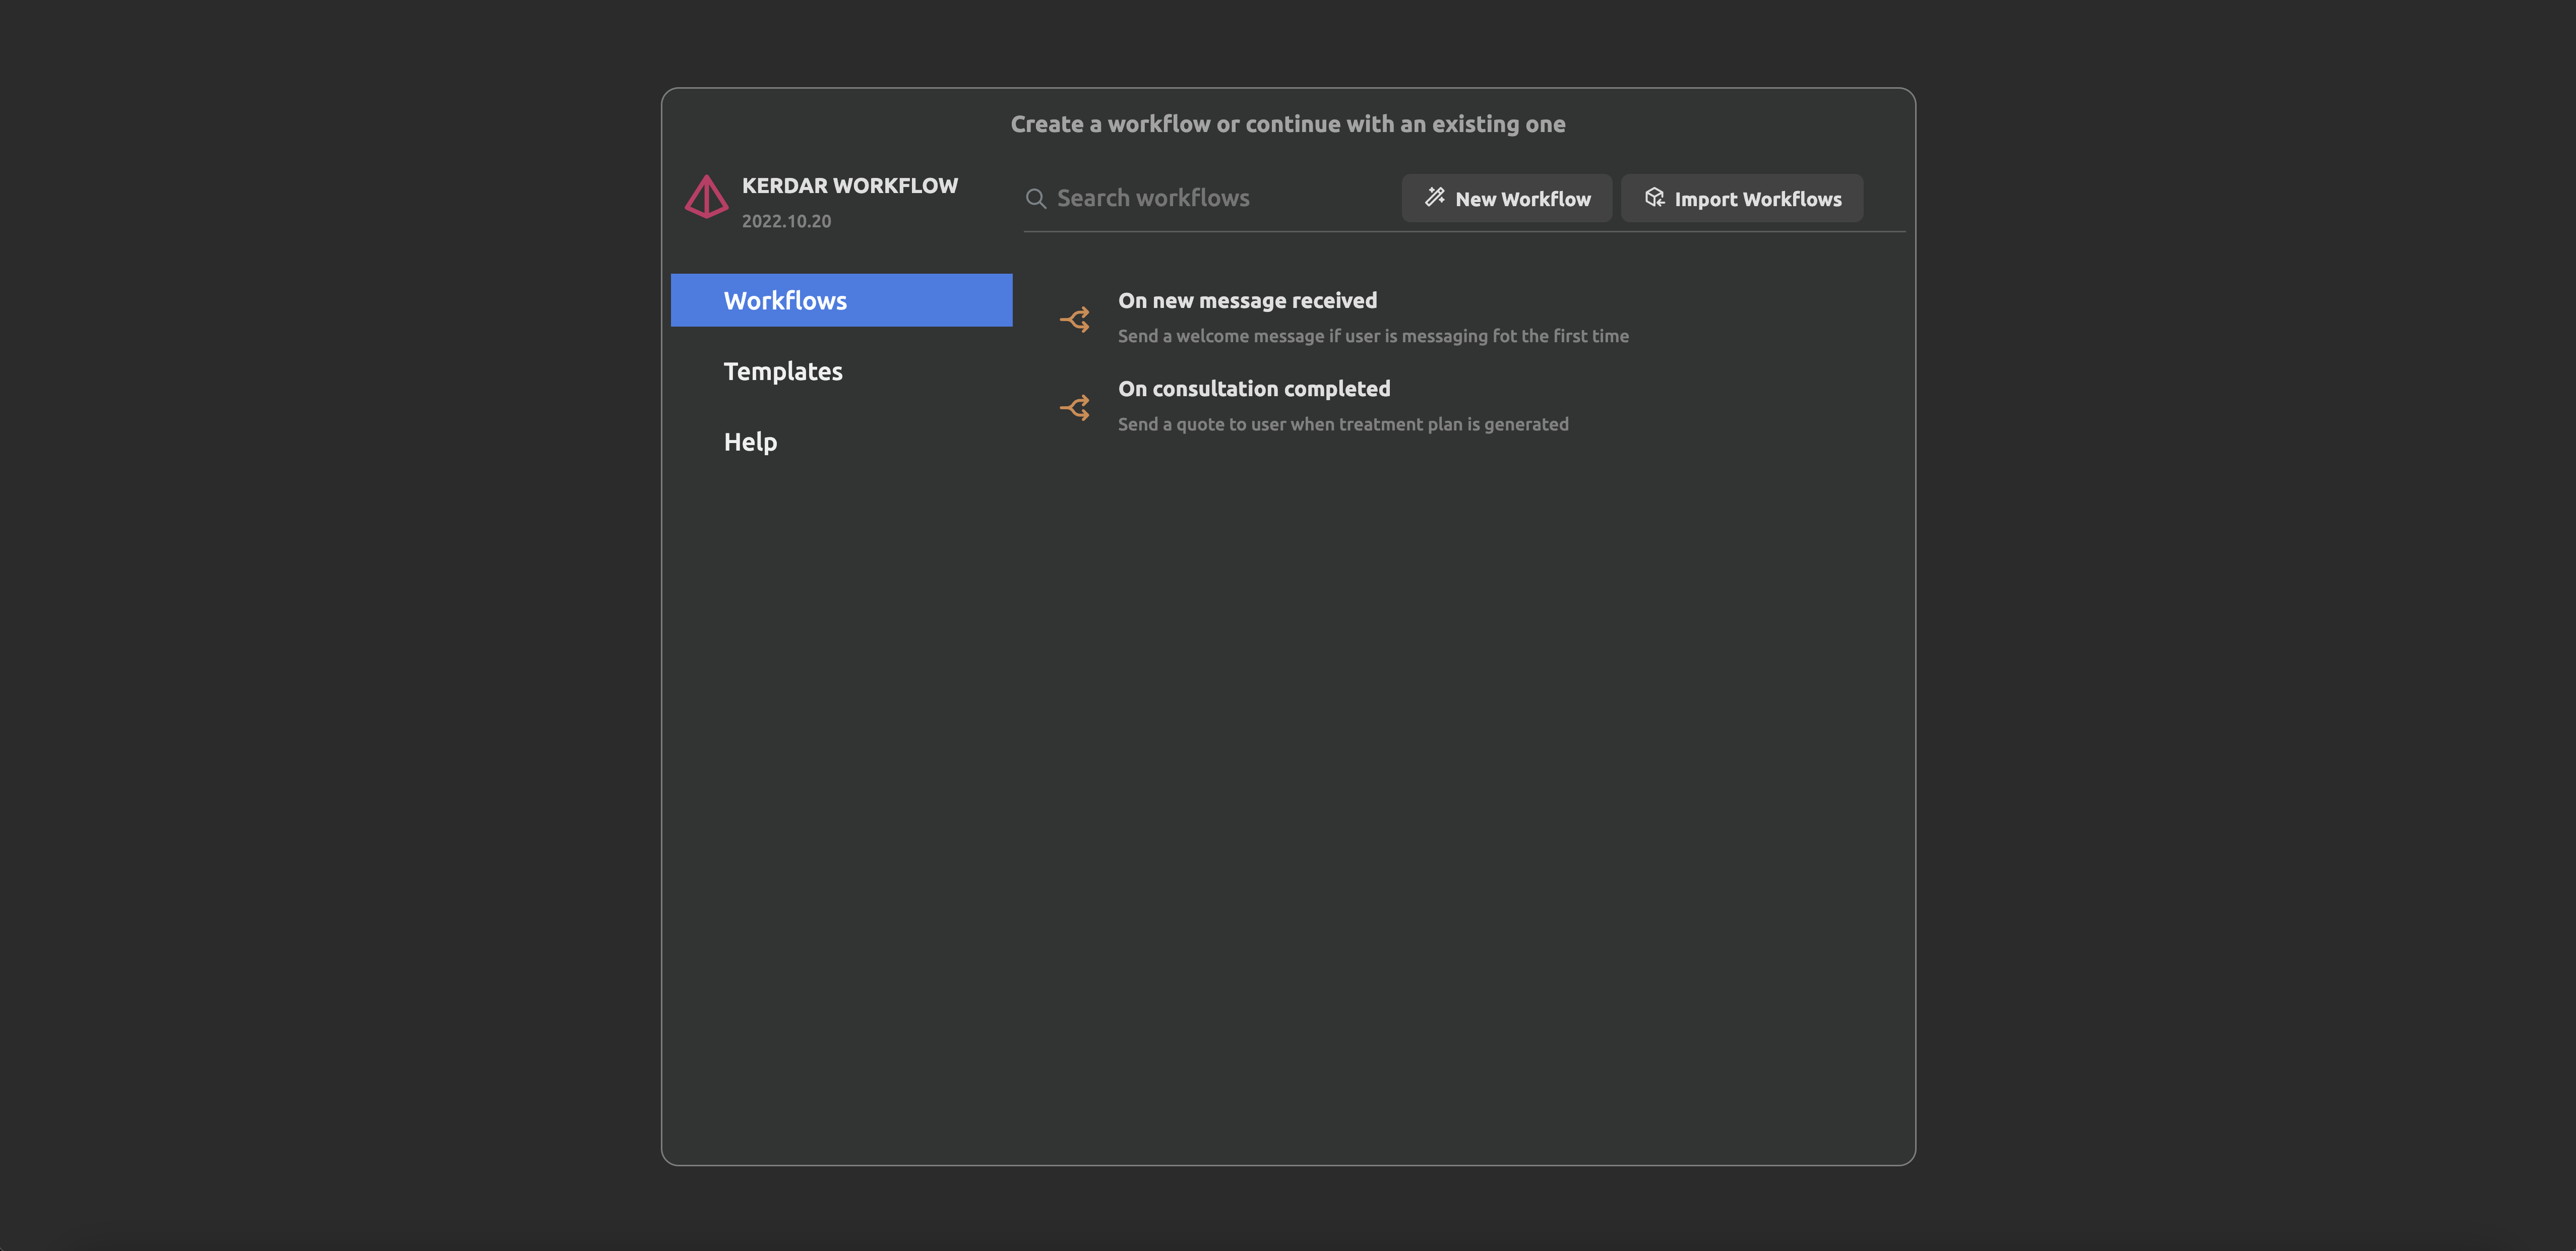 Create a workflow or continue with an existing one
KERDAR WORKFLOW
2022.10.20
Search workflows
New Workflow
Import Workflows
Workflows
Templates
Help
On new message received
Send a welcome message if user is messaging fot the first time
On consultation completed
Send a quote to user when treatment plan is generated